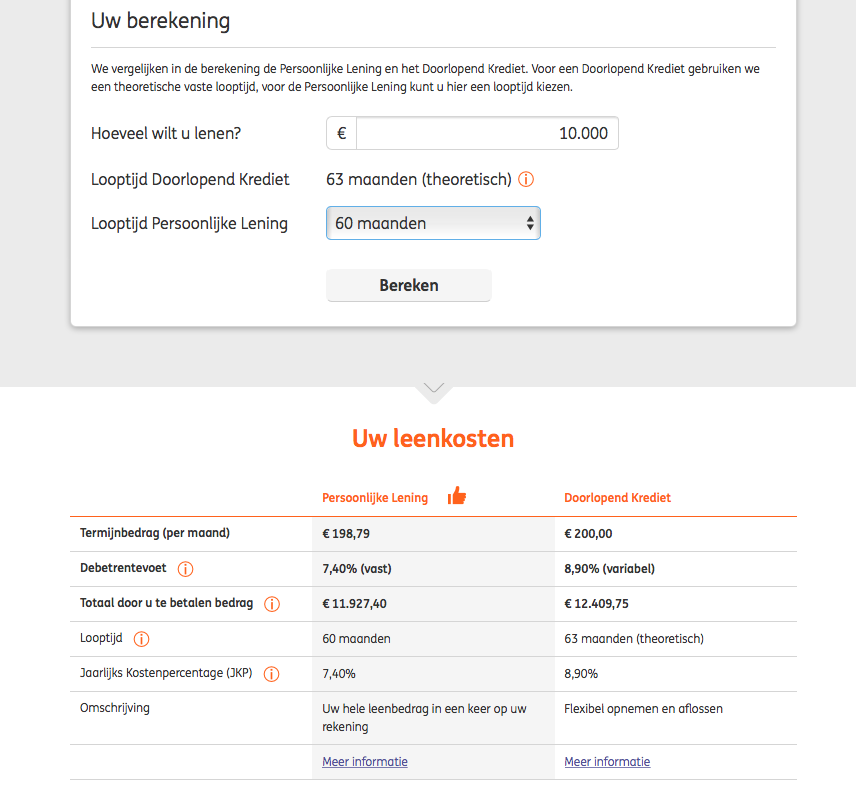 Uw berekening
We vergelijken in de berekening de Persoonlijke Lening en het Doorlopend Krediet. Voor een Doorlopend Krediet gebruiken we
een theoretische vaste looptijd, voor de Persoonlijke Lening kunt u hier een looptijd kiezen.
Hoeveel wilt u lenen? € 10.000
Looptijd Doorlopend Krediet 63 maanden (theoretisch)
Looptijd Persoonlijke Lening 60 maanden
Bereken
Uw leenkosten
Persoonlijke Lening Doorlopend Krediet
Termijnbedrag (per maand) € 198,79 € 200,00
Debetrentevoet 7,40% (vast) 8,90% (variabel)
Totaal door u te betalen bedrag € 11.927,40 € 12.409,75
Looptijd 60 maanden 63 maanden (theoretisch)
Jaarlijks Kostenpercentage (JKP) 7,40% 8,90%
Omschrijving Uw hele leenbedrag in een keer op uw Flexibel opnemen en aflossen
rekening
Meer informatie Meer informatie